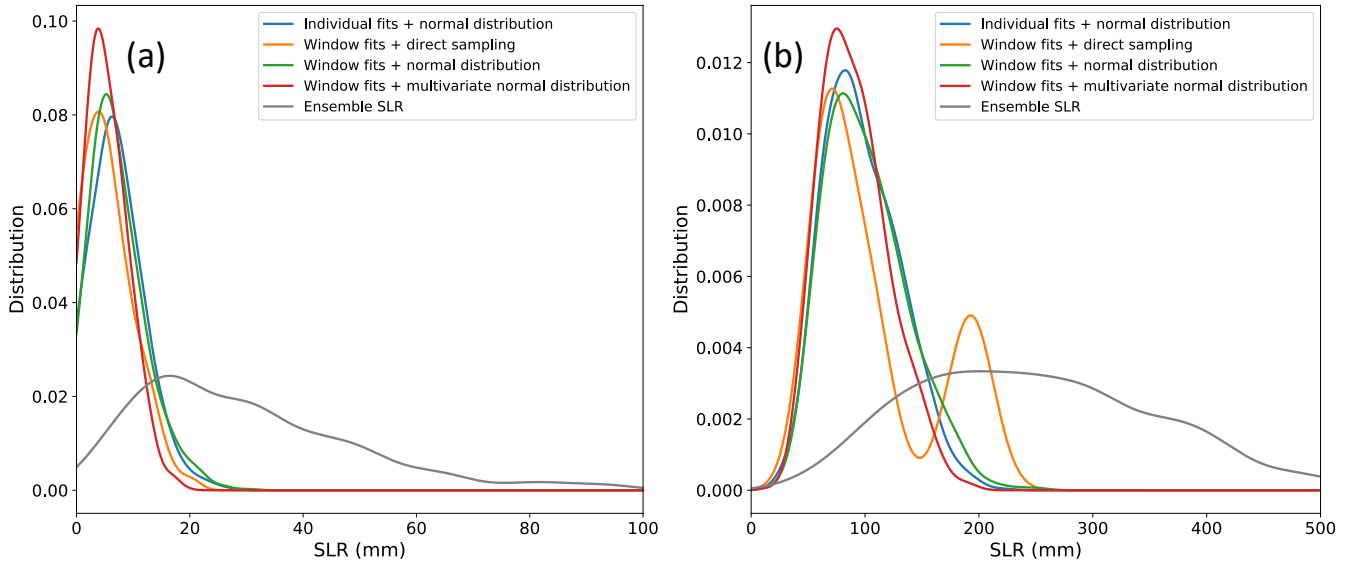 (a)
Individual fits + normal distribution
Window fits + direct sampling
Window fits + normal distribution
Window fits + multivariate normal distribution
Ensemble SLR
Distribution
0.10
0.08
0.06
0.04
0.02
0.00
0 20 40 60 80 100
SLR (mm)
(b)
Individual fits + normal distribution
Window fits + direct sampling
Window fits + normal distribution
Window fits + multivariate normal distribution
Ensemble SLR
Distribution
0.012
0.010
0.008
0.006
0.004
0.002
0.000
0 100 200 300 400 500
SLR (mm)